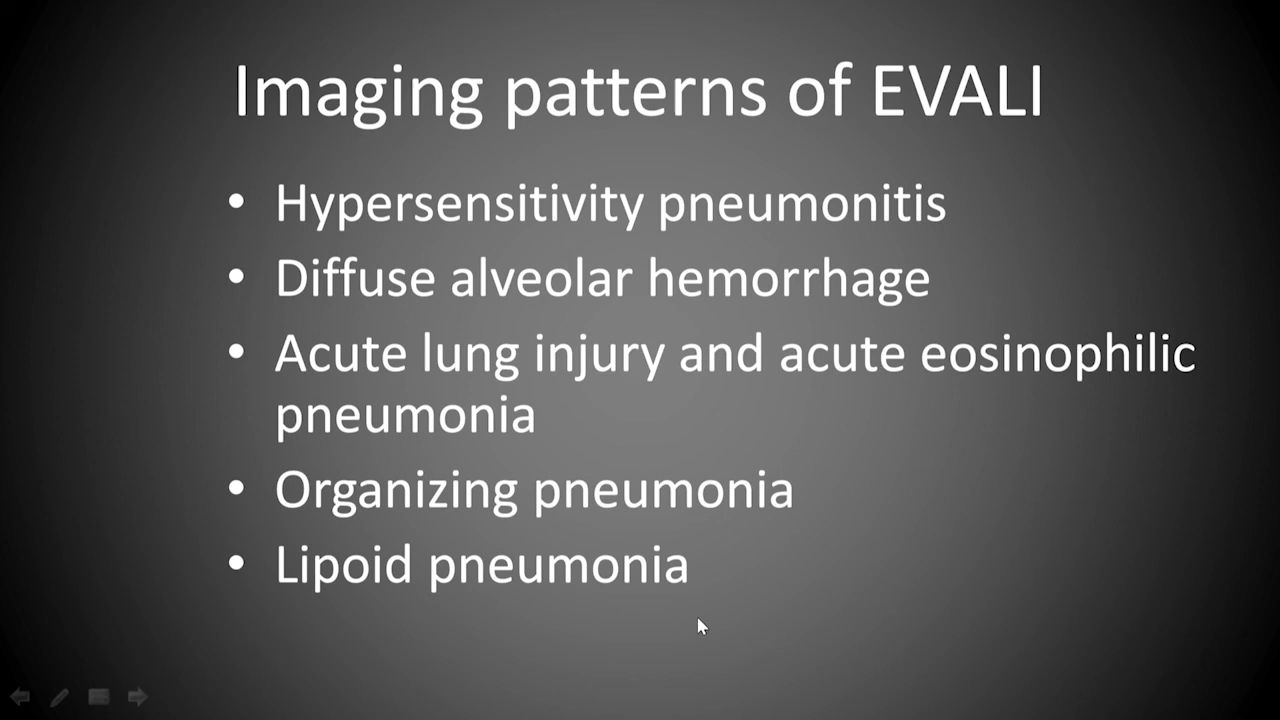 Imaging patterns of EVALI
• Hypersensitivity pneumonitis
• Diffuse alveolar hemorrhage
• Acute lung injury and acute eosinophilic
pneumonia
• Organizing pneumonia
• Lipoid pneumonia